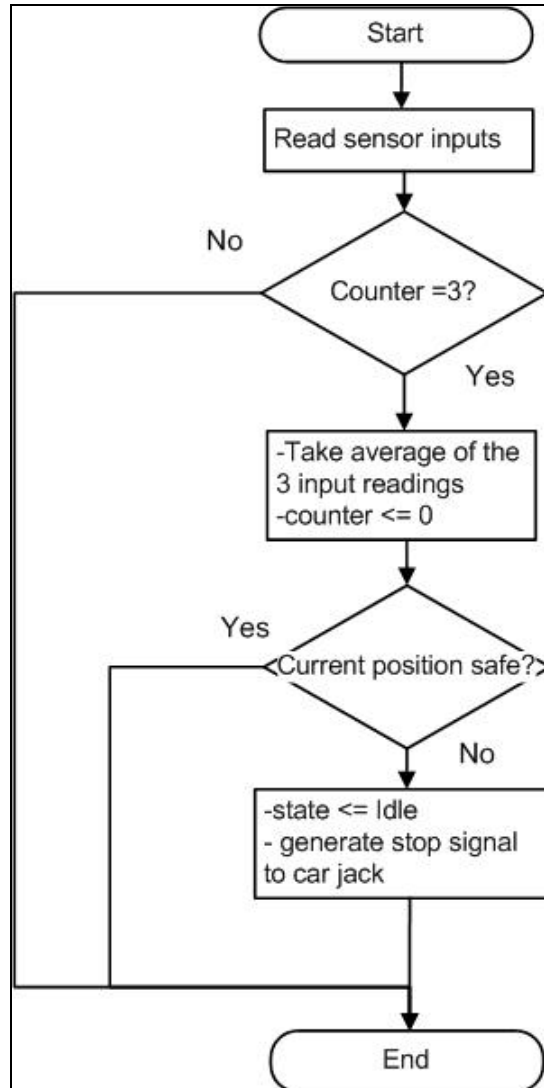 Start
Read sensor inputs
No
Counter =3?
Yes
-Take average of the
3 input readings
-counter <= 0
Yes
Current position safe?
No
-state <= Idle
- generate stop signal
to car jack
End